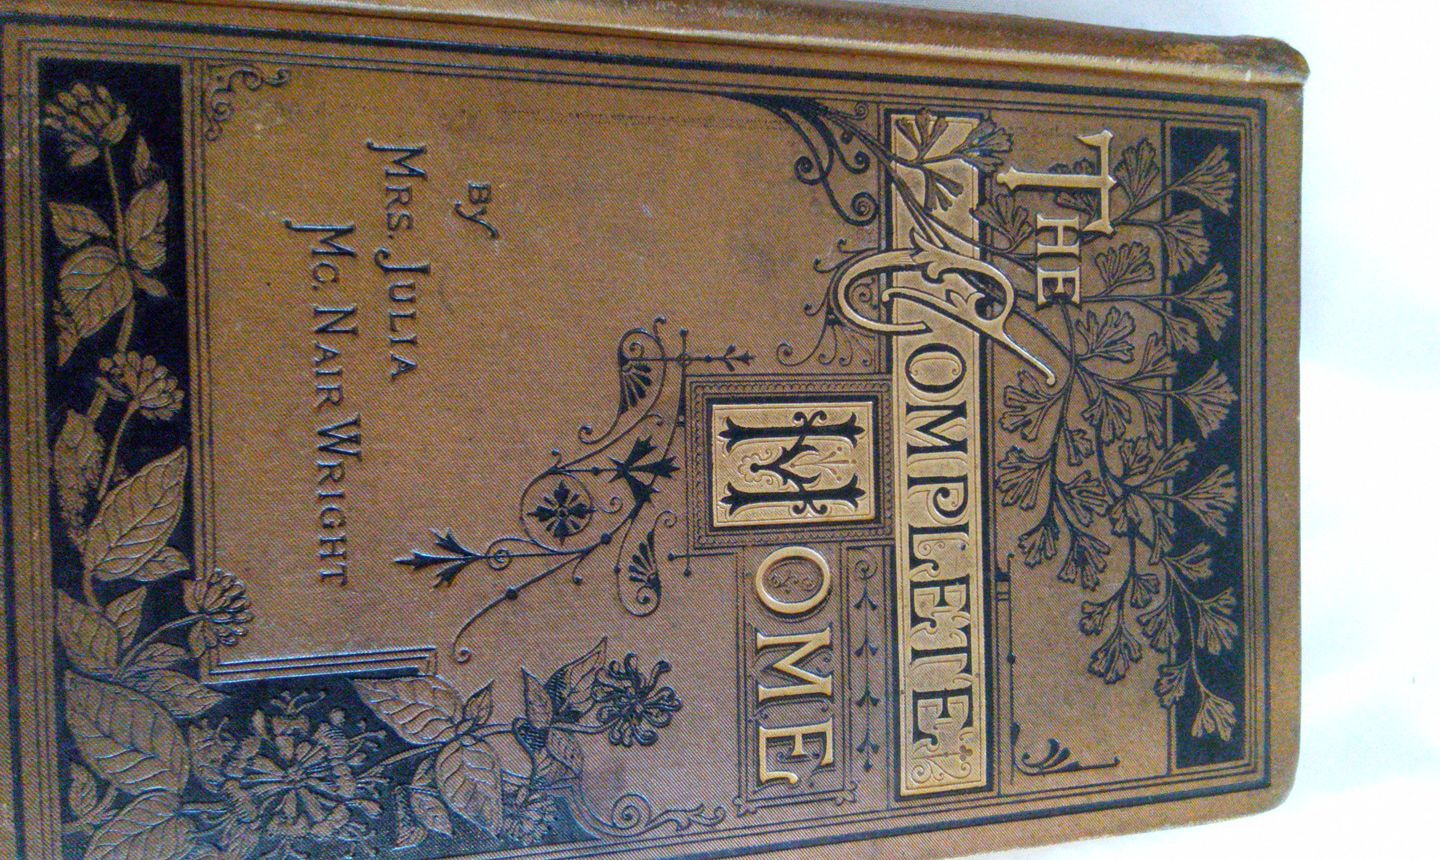 THE
COMPLETE
HOME
BY
MRS. JULIA
MC. NAIR WRIGHT